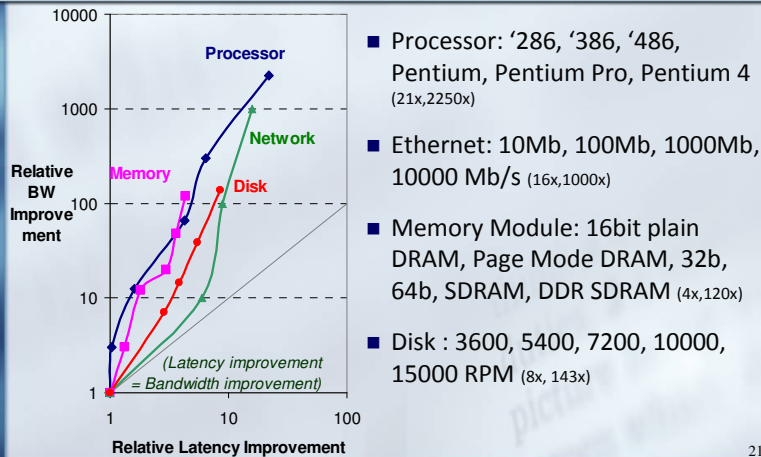 10000
1000
100
10
1
1
10
100
Relative
BW
Improve
ment
Processor
Network
Memory
Disk
(Latency improvement
= Bandwidth improvement)
Relative Latency Improvement
Processor: ‘286, ‘386, ‘486,
Pentium, Pentium Pro, Pentium 4
(21x,2250x)
Ethernet: 10Mb, 100Mb, 1000Mb,
10000 Mb/s (16x,1000x)
Memory Module: 16bit plain
DRAM, Page Mode DRAM, 32b,
64b, SDRAM, DDR SDRAM (4x,120x)
Disk : 3600, 5400, 7200, 10000,
15000 RPM (8x, 143x)
21